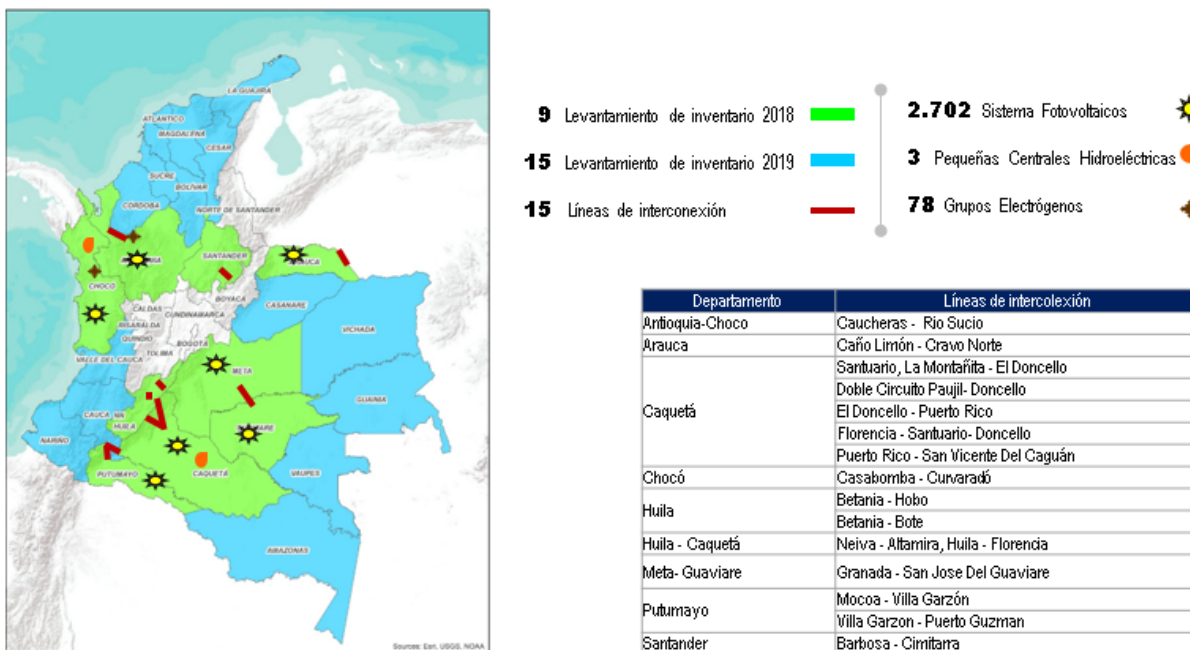 LA GUAJIRA
ATLANTICO
MAGDALENA
CESAR
SUCRE
BOLIVAR
CORDOBA
NORTE DE SANTANDER
SANTANDER
CHOCÓ
BOYACA
CASANARE
CALDAS
CUNDINAMARCA
RISARALDA
VICHADA
QUINDIO
BOGOTA
TOLIMA
VALLE DEL CAUCA
META
GUAINIA
CAUCA
NN
HUILA
NARIÑO
PUTUMAYO
CAQUETÁ
VAUPES
AMAZONAS
Sources: Esri, USGS, NOAA
9 Levantamiento de inventario 2018
15 Levantamiento de inventario 2019
15 Líneas de interconexión
2.702 Sistema Fotovoltaicos
3 Pequeñas Centrales Hidroeléctricas
78 Grupos Electrógenos
Departamento Líneas de intercolexión
Antioquia-Choco Caucheras - Rio Sucio
Arauca Caño Limón - Cravo Norte
Caquetá Santuario, La Montañita - El Doncello
Doble Circuito Paujil- Doncello
El Doncello - Puerto Rico
Florencia - Santuario- Doncello
Puerto Rico - San Vicente Del Caguán
Chocó Casabomba - Curvaradó
Huila Betania - Hobo
Betania - Bote
Huila - Caquetá Neiva - Altamira, Huila - Florencia
Meta- Guaviare Granada - San Jose Del Guaviare
Putumayo Mocoa - Villa Garzón
Villa Garzon - Puerto Guzman
Santander Barbosa - Cimitarra